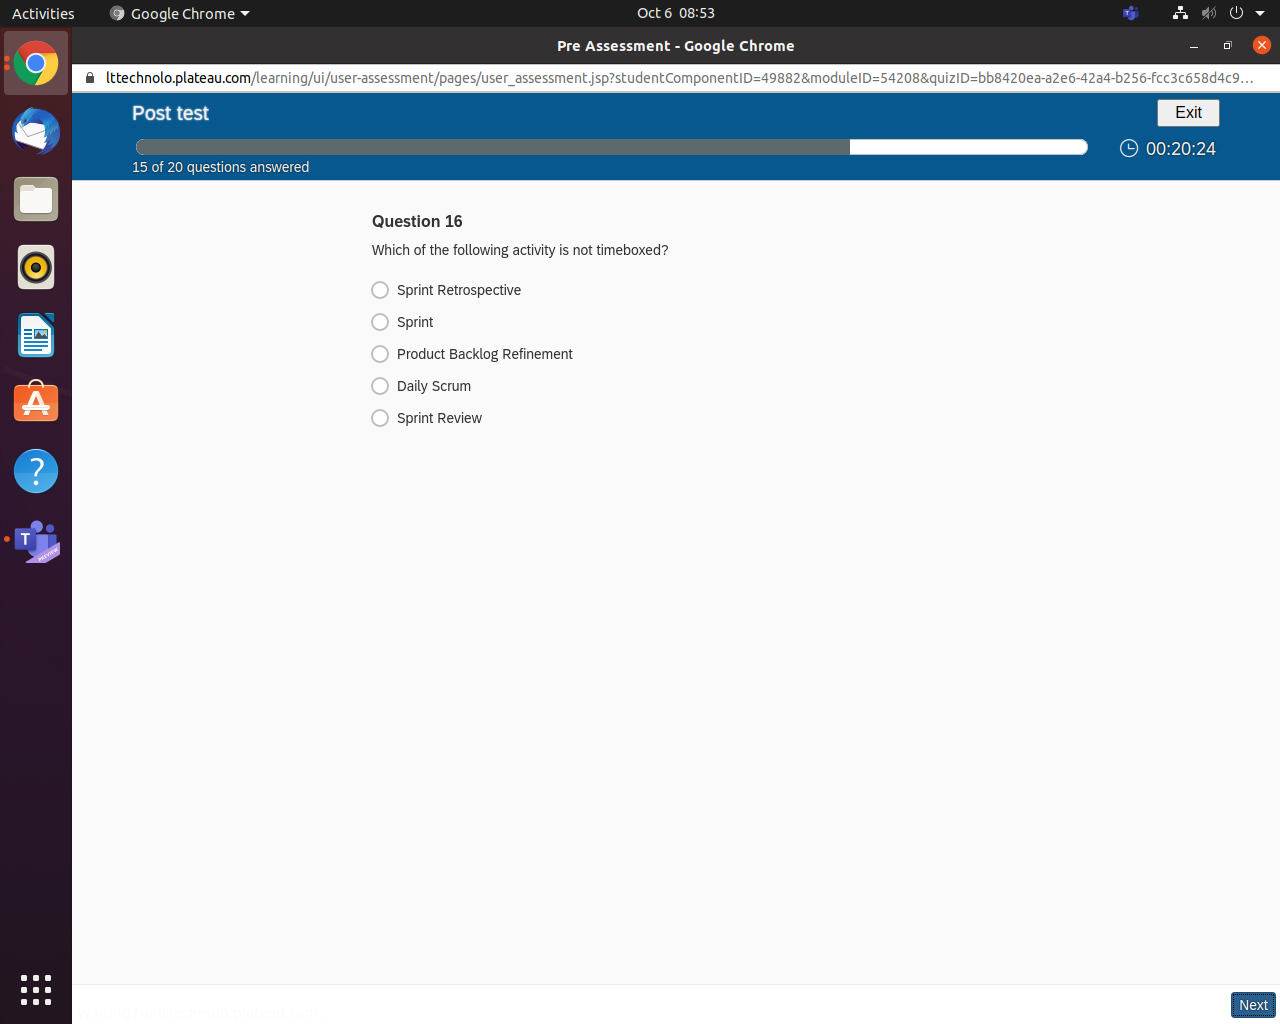 Activities
Google Chrome
Oct 6 08:53
Pre Assessment - Google Chrome
lttechnolo.plateau.com/learning/ui/user-assessment/pages/user_assessment.jsp?studentComponentID=49882&moduleID=54208&quizID=bb8420ea-a2e6-42a4-b256-fcc3c658d4c9...
Post test
Exit
00:20:24
15 of 20 questions answered
Question 16
Which of the following activity is not timeboxed?
Sprint Retrospective
Sprint
Product Backlog Refinement
Daily Scrum
Sprint Review
T
PREVIEW
Next